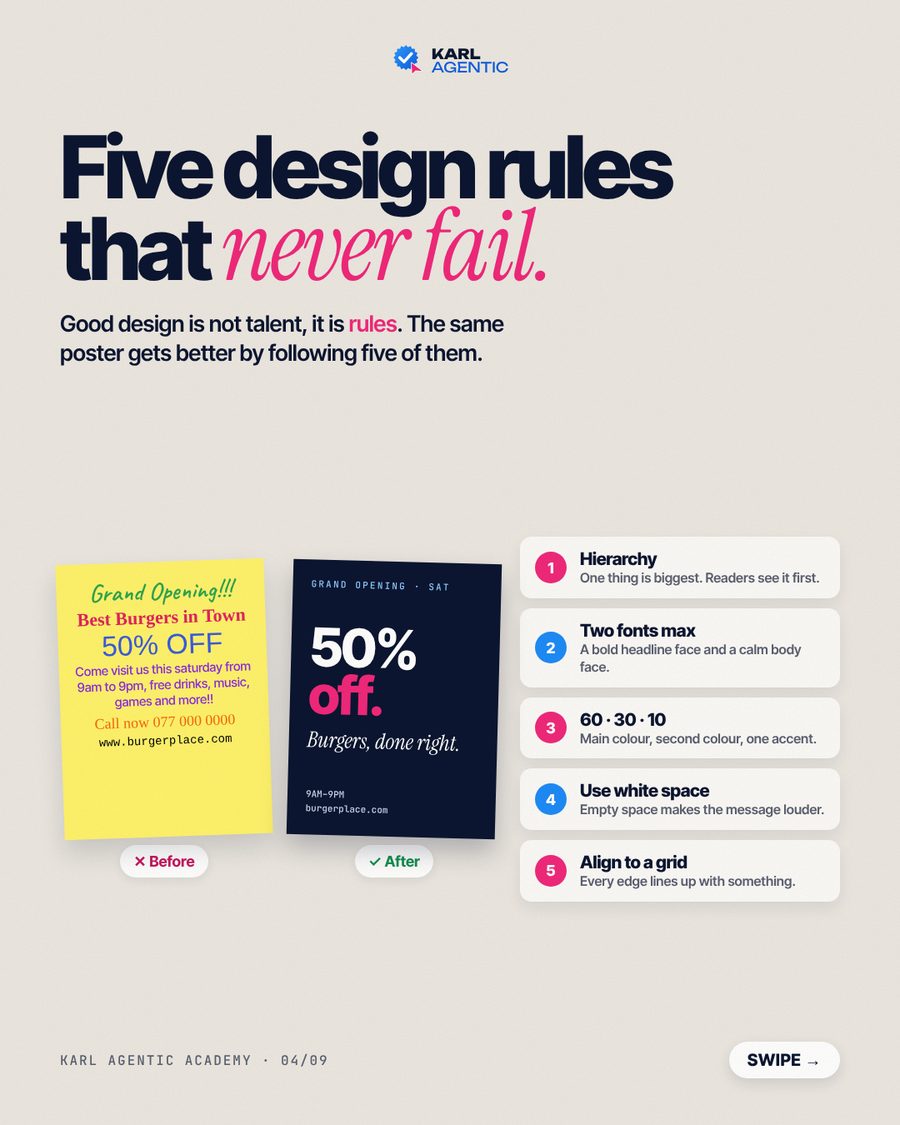 KARL
AGENTIC
Five design rules
that never fail.
Good design is not talent, it is rules. The same
poster gets better by following five of them.
Grand Opening!!!
Best Burgers in Town
50% OFF
Come visit us this saturday from
9am to 9pm, free drinks, music,
games and more!!
Call now 077 000 0000
www.burgerplace.com
✕ Before
GRAND OPENING · SAT
50%
off.
Burgers, done right.
9AM–9PM
burgerplace.com
✓ After
1
Hierarchy
One thing is biggest. Readers see it first.
2
Two fonts max
A bold headline face and a calm body
face.
3
60 · 30 · 10
Main colour, second colour, one accent.
4
Use white space
Empty space makes the message louder.
5
Align to a grid
Every edge lines up with something.
KARL AGENTIC ACADEMY · 04/09
SWIPE →